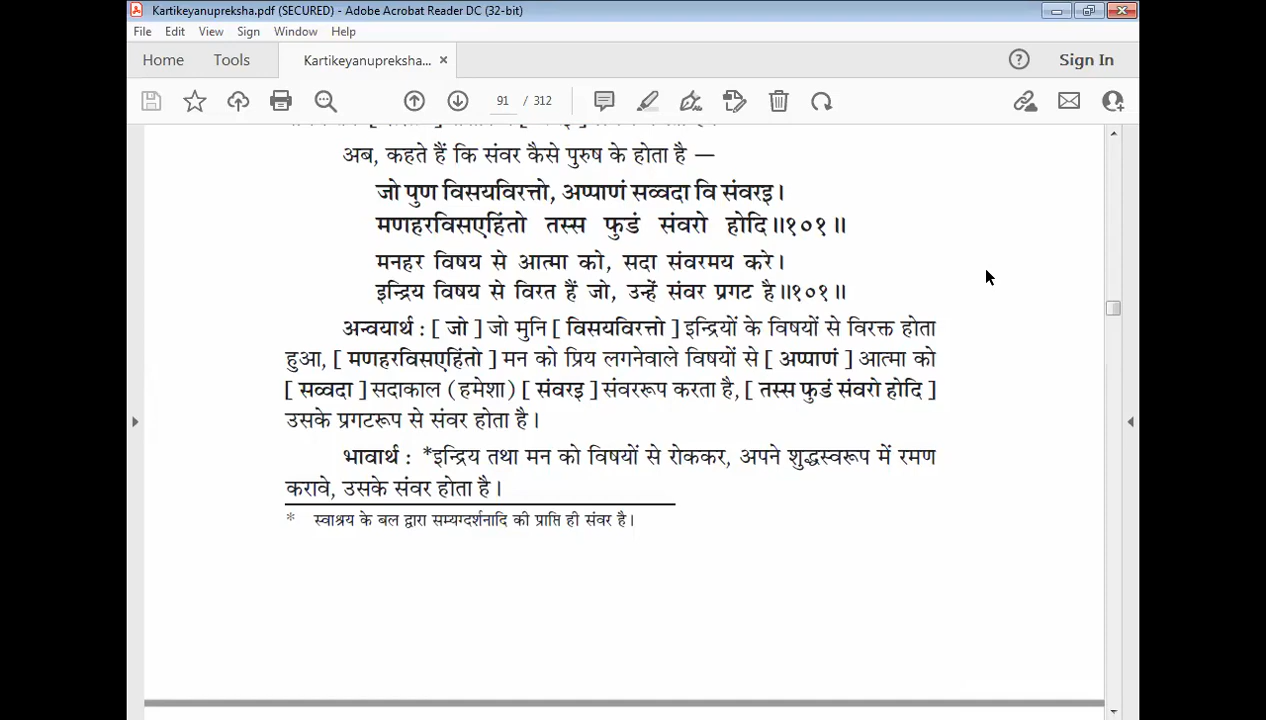 Kartikeyanupreksha.pdf (SECURED) - Adobe Acrobat Reader DC (32-bit)
File Edit View Sign Window Help
Home Tools Kartikeyanupreksha... × Sign In
91 / 312
अब, कहते हैं कि संवर कैसे पुरुष के होता है —
जो पुण विसयविरत्तो, अप्पाणं सव्वदा वि संवरइ।
मणहरविसएहिंतो तस्स फुडं संवरो होदि॥१०१॥
मनहर विषय से आत्मा को, सदा संवरमय करे।
इन्द्रिय विषय से विरत हैं जो, उन्हें संवर प्रगट है॥१०१॥
अन्वयार्थ : [ जो ] जो मुनि [ विसयविरत्तो ] इन्द्रियों के विषयों से विरक्त होता
हुआ, [ मणहरविसएहिंतो ] मन को प्रिय लगनेवाले विषयों से [ अप्पाणं ] आत्मा को
[ सव्वदा ] सदाकाल (हमेशा) [ संवरइ ] संवररूप करता है, [ तस्स फुडं संवरो होदि ]
उसके प्रगटरूप से संवर होता है।
भावार्थ : *इन्द्रिय तथा मन को विषयों से रोककर, अपने शुद्धस्वरूप में रमण
करावे, उसके संवर होता है।
* स्वाश्रय के बल द्वारा सम्यग्दर्शनादि की प्राप्ति ही संवर है।